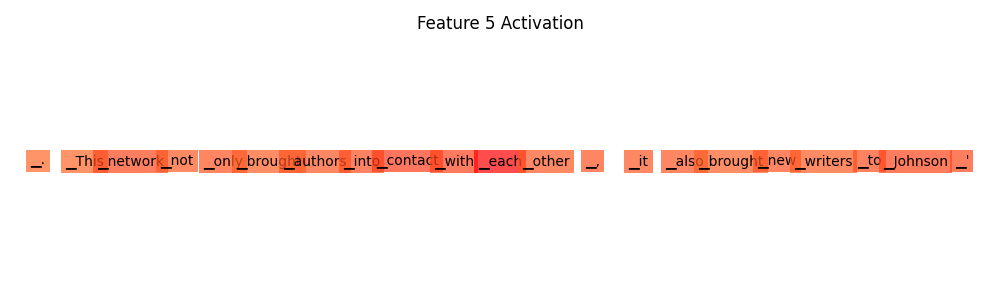 Feature 5 Activation
_. _This _network _not _only _brought _authors _into _contact _with _each _other _, _it _also _brought _new _writers _to _Johnson _'